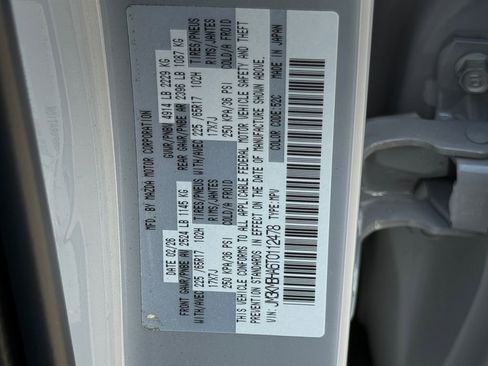 MFD. BY MAZDA MOTOR CORPORATION
DATE 02/26 GVWR/PNBV 4914 LB 2229 KG
FRONT GAWR/PNBE AV 2524 LB 1145 KG REAR GAWR/PNBE AR 2396 LB 1087 KG
WITH/AVEC 225/65R17 102H TIRES/PNEUS WITH/AVEC 225/65R17 102H TIRES/PNEUS
17X7J RIMS/JANTES 17X7J RIMS/JANTES
250 KPA/36 PSI COLD/A FROID 250 KPA/36 PSI COLD/A FROID
THIS VEHICLE CONFORMS TO ALL APPLICABLE FEDERAL MOTOR VEHICLE SAFETY AND THEFT
PREVENTION STANDARDS IN EFFECT ON THE DATE OF MANUFACTURE SHOWN ABOVE.
COLOR CODE: 52C MADE IN JAPAN
VIN: TYPE: MPV